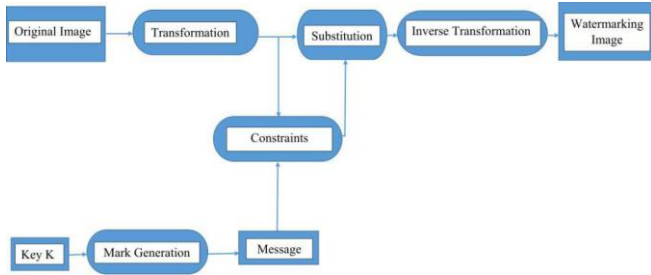 Original Image
Transformation
Substitution
Inverse Transformation
Watermarking
Image
Constraints
Key K
Mark Generation
Message